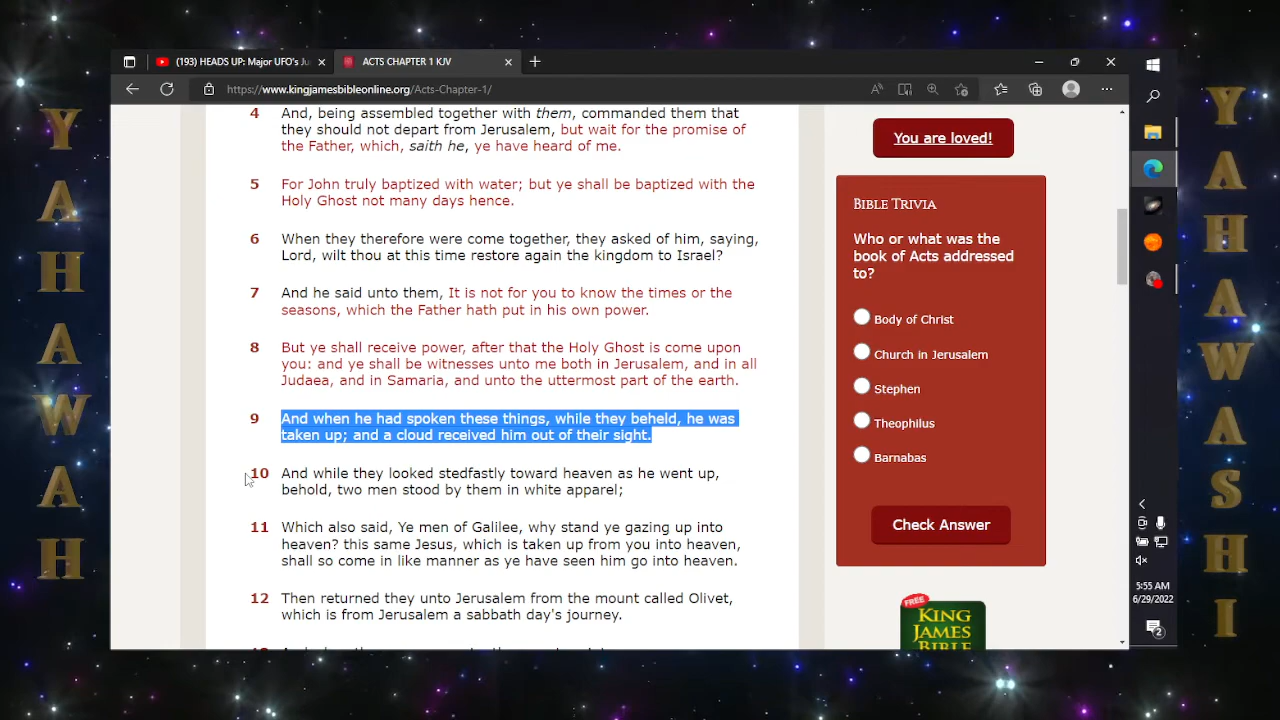 (193) HEADS UP: Major UFO's Ju
ACTS CHAPTER 1 KJV
https://www.kingjamesbibleonline.org/Acts-Chapter-1/
4 And, being assembled together with them, commanded them that
they should not depart from Jerusalem, but wait for the promise of
the Father, which, saith he, ye have heard of me.
5 For John truly baptized with water; but ye shall be baptized with the
Holy Ghost not many days hence.
6 When they therefore were come together, they asked of him, saying,
Lord, wilt thou at this time restore again the kingdom to Israel?
7 And he said unto them, It is not for you to know the times or the
seasons, which the Father hath put in his own power.
8 But ye shall receive power, after that the Holy Ghost is come upon
you: and ye shall be witnesses unto me both in Jerusalem, and in all
Judaea, and in Samaria, and unto the uttermost part of the earth.
9 And when he had spoken these things, while they beheld, he was
taken up; and a cloud received him out of their sight.
10 And while they looked stedfastly toward heaven as he went up,
behold, two men stood by them in white apparel;
11 Which also said, Ye men of Galilee, why stand ye gazing up into
heaven? this same Jesus, which is taken up from you into heaven,
shall so come in like manner as ye have seen him go into heaven.
12 Then returned they unto Jerusalem from the mount called Olivet,
which is from Jerusalem a sabbath day's journey.
You are loved!
BIBLE TRIVIA
Who or what was the
book of Acts addressed
to?
Body of Christ
Church in Jerusalem
Stephen
Theophilus
Barnabas
Check Answer
FREE
KING
JAMES
BIBLE
5:55 AM
6/29/2022
2
YAHAWAH
YAHAWASHI